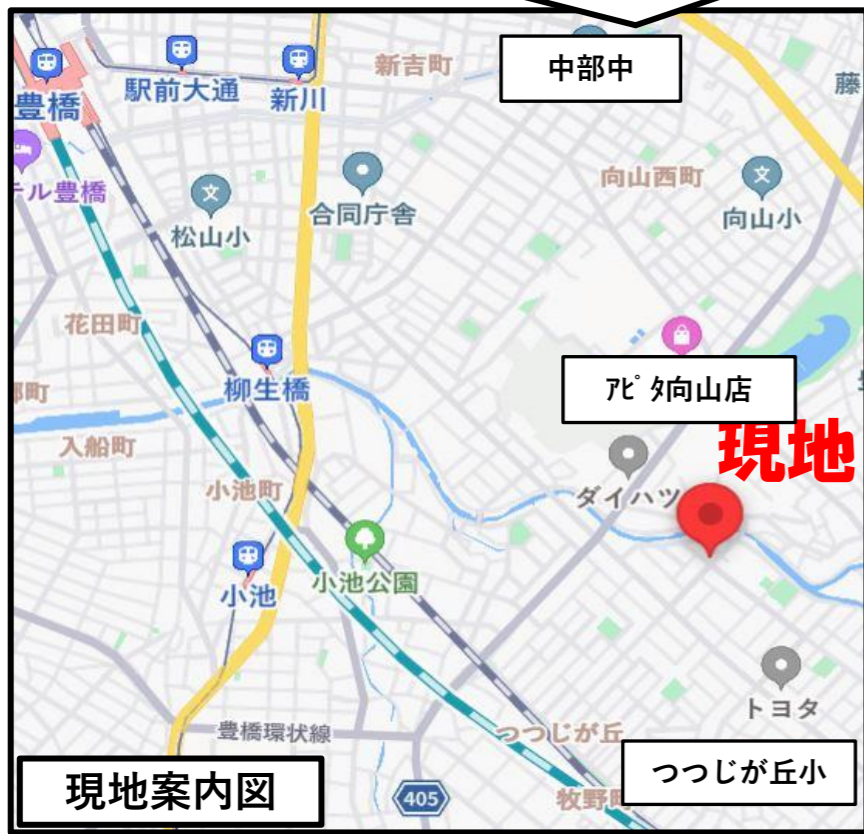 中部中
新吉町
藤
豊橋
駅前大通
新川
テル豊橋
松山小
合同庁舎
向山西町
向山小
花田町
柳生橋
ｱﾋﾟﾀ向山店
町
入船町
現地
小池町
ダイハツ
小池
小池公園
トヨタ
豊橋環状線
つつじが丘
つつじが丘小
現地案内図
405
牧野町